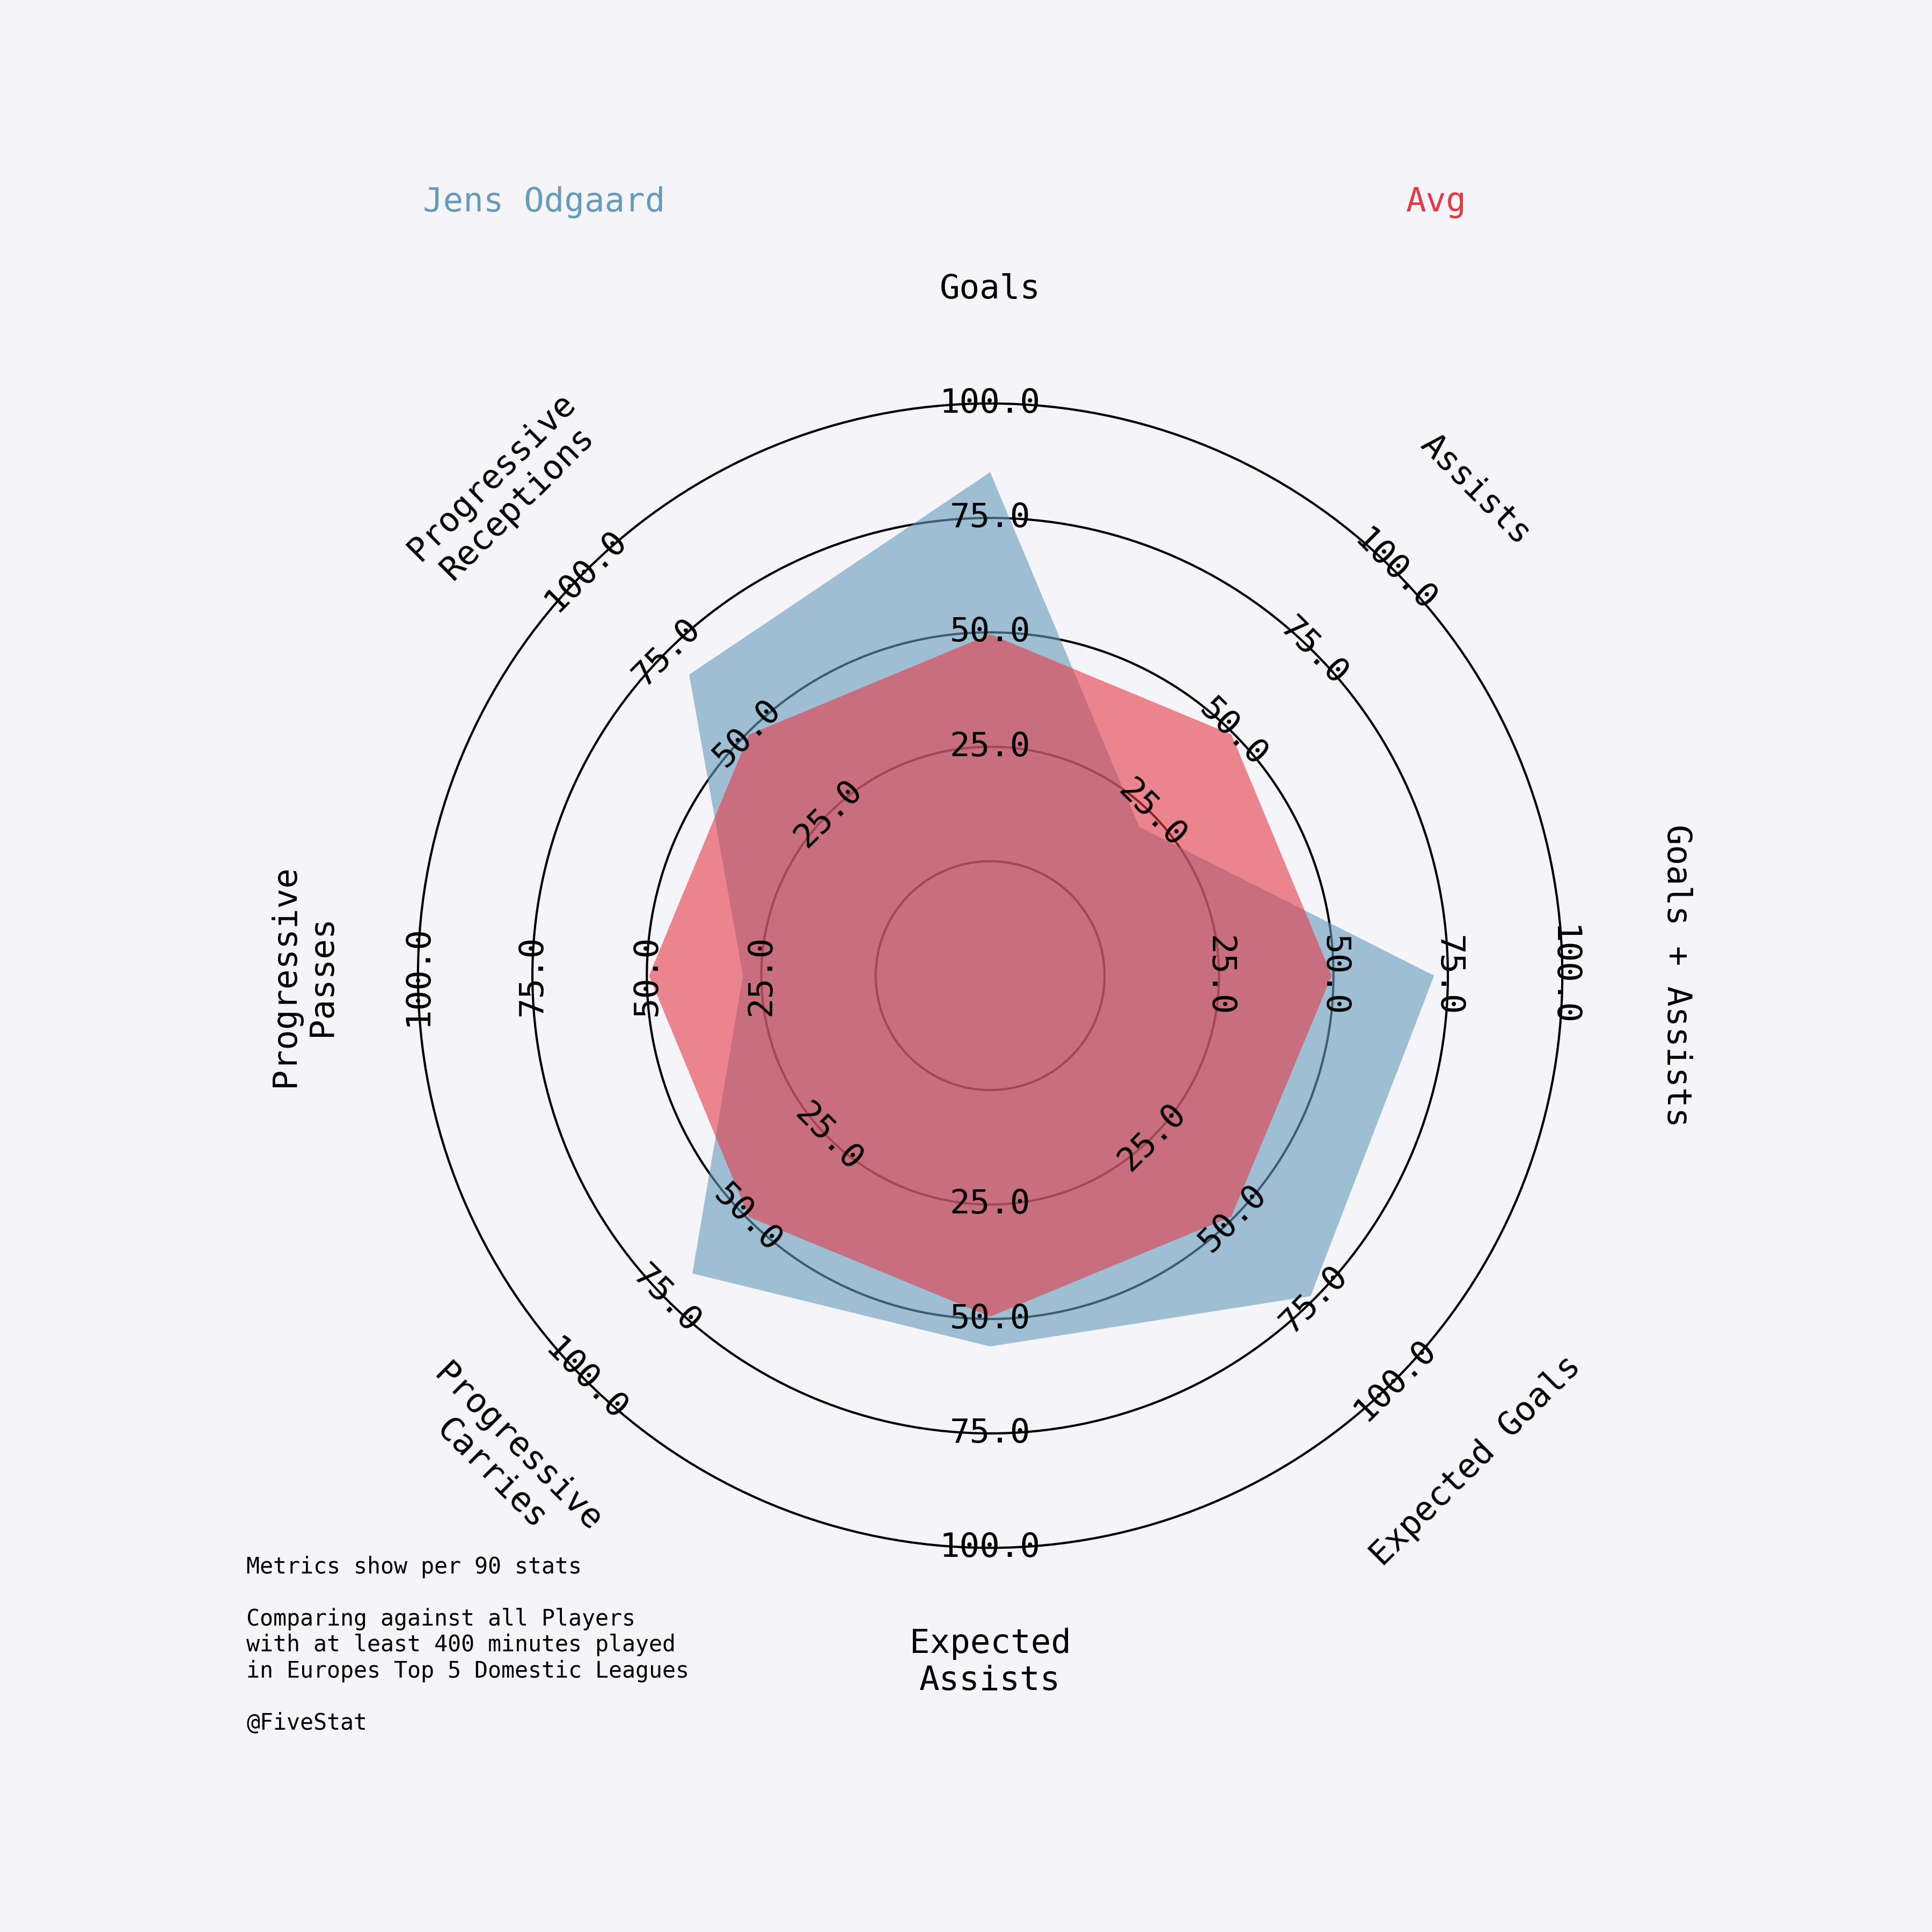 Jens Odgaard
Avg
Goals
Assists
Goals + Assists
Expected Goals
Expected
Assists
Progressive
Carries
Progressive
Passes
Progressive
Receptions
25.0
50.0
75.0
100.0
25.0
50.0
75.0
100.0
25.0
50.0
75.0
100.0
25.0
50.0
75.0
100.0
25.0
50.0
75.0
100.0
25.0
50.0
75.0
100.0
25.0
50.0
75.0
100.0
25.0
50.0
75.0
100.0
Metrics show per 90 stats
Comparing against all Players
with at least 400 minutes played
in Europes Top 5 Domestic Leagues
@FiveStat